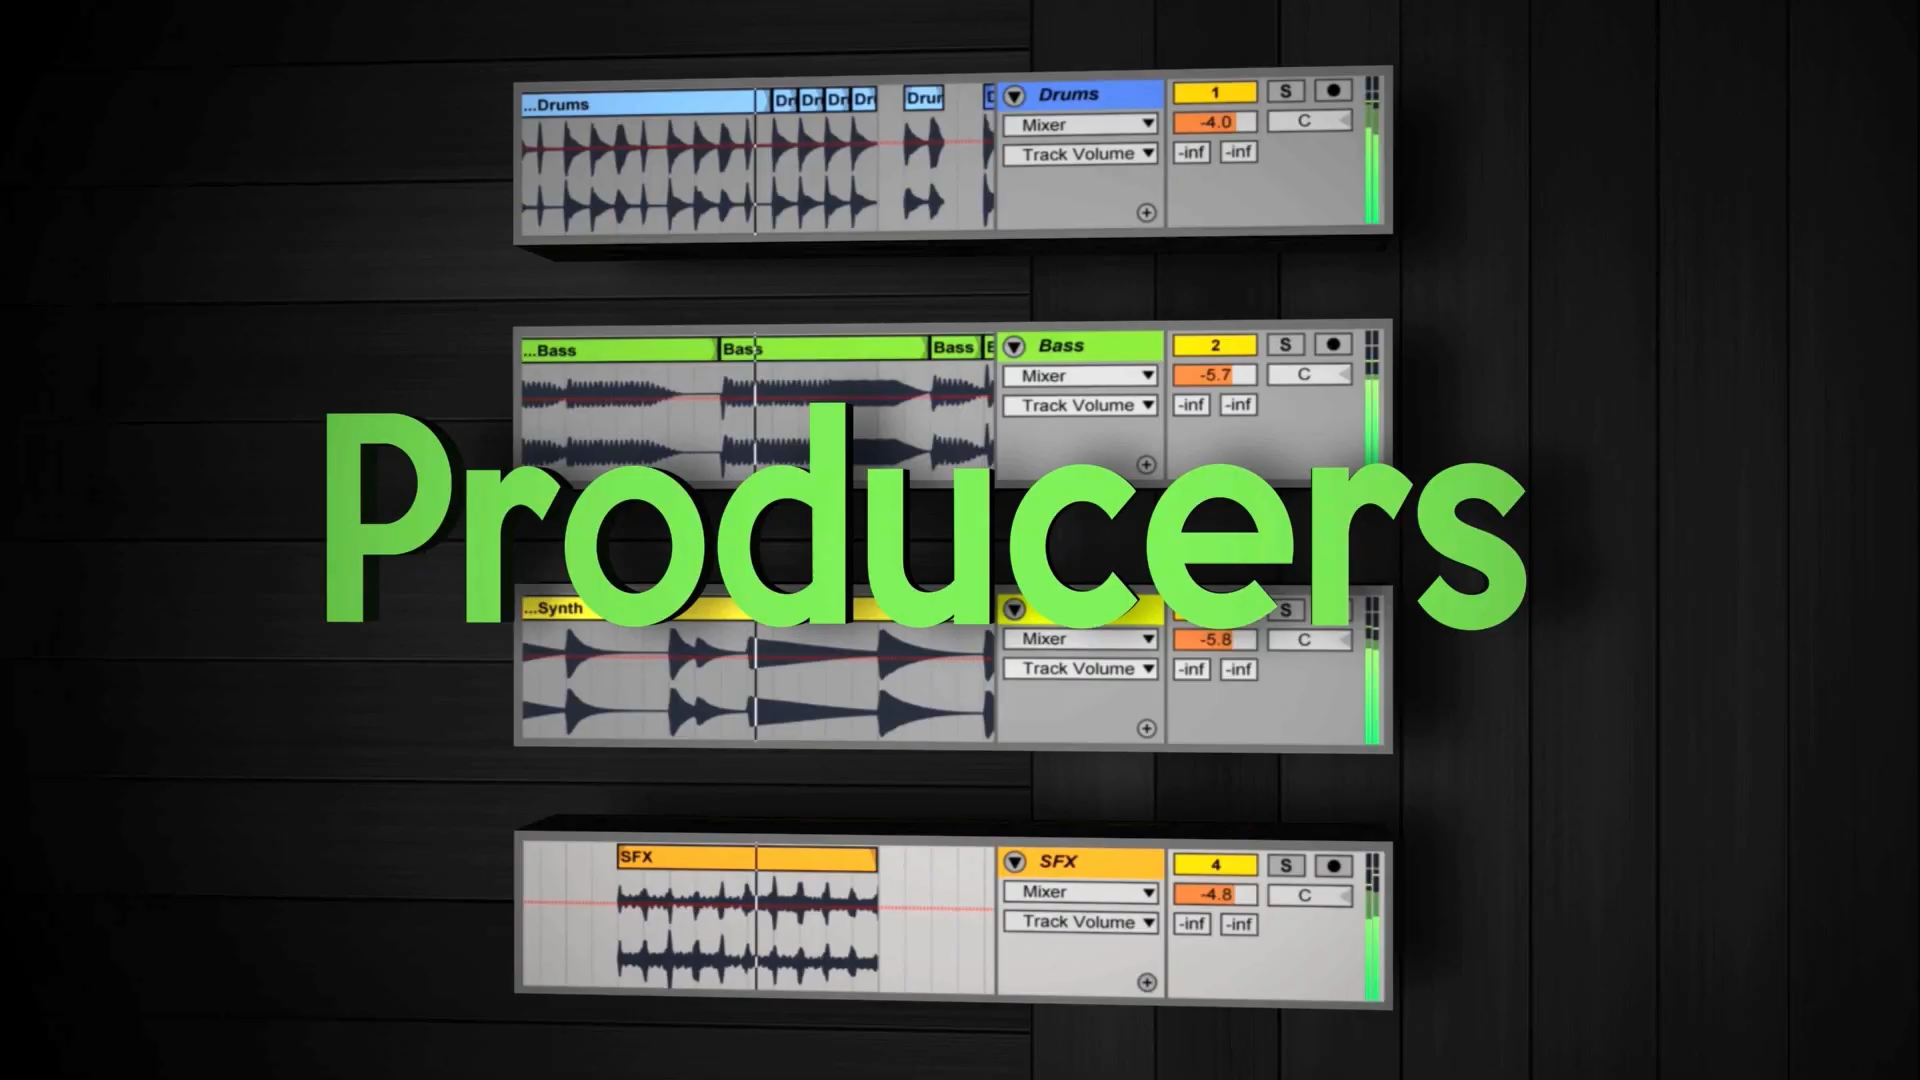 ...Drums Dr Dr Dr Dr Drur Drums 1 S
Mixer -4.0 C
Track Volume -inf -inf
...Bass Bass Bass Bass 2 S
Mixer -5.7 C
Track Volume -inf -inf
Producers
...Synth S
Mixer -5.8 C
Track Volume -inf -inf
SFX SFX 4 S
Mixer -4.8 C
Track Volume -inf -inf